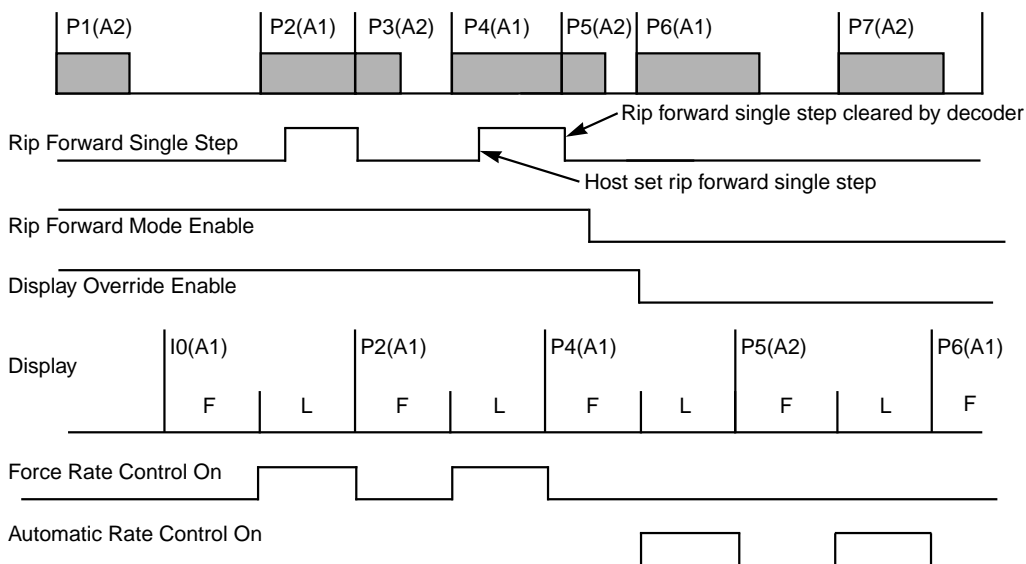 P1(A2) P2(A1) P3(A2) P4(A1) P5(A2) P6(A1) P7(A2)
Rip forward single step cleared by decoder
Rip Forward Single Step
Host set rip forward single step
Rip Forward Mode Enable
Display Override Enable
I0(A1) P2(A1) P4(A1) P5(A2) P6(A1)
Display
F L F L F L F L F
Force Rate Control On
Automatic Rate Control On